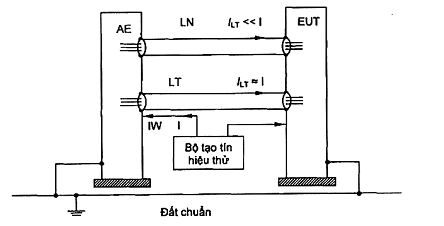 AE LN I_LT << I EUT
LT I_LT ≈ I
IW I
Bộ tạo tín
hiệu thử
Đất chuẩn